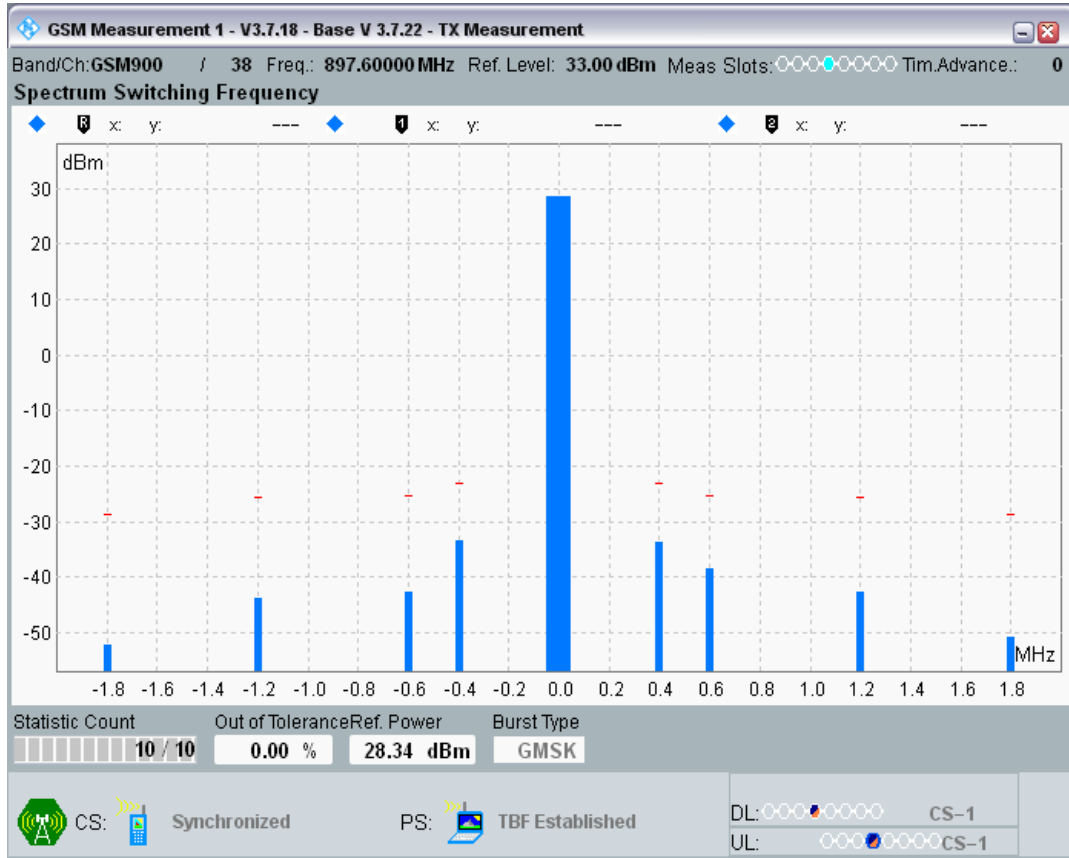 GSM Measurement 1 - V3.7.18 - Base V 3.7.22 - TX Measurement
Band/Ch:GSM900 / 38 Freq.: 897.60000 MHz Ref. Level: 33.00 dBm Meas Slots: Tim.Advance.: 0
Spectrum Switching Frequency
R x: y: --- 1 x: y: --- 2 x: y: ---
dBm
30
20
10
0
-10
-20
-30
-40
-50
MHz
-1.8 -1.6 -1.4 -1.2 -1.0 -0.8 -0.6 -0.4 -0.2 0.0 0.2 0.4 0.6 0.8 1.0 1.2 1.4 1.6 1.8
Statistic Count Out of Tolerance Ref. Power Burst Type
10 / 10 0.00 % 28.34 dBm GMSK
CS: Synchronized PS: TBF Established DL: CS-1
UL: CS-1